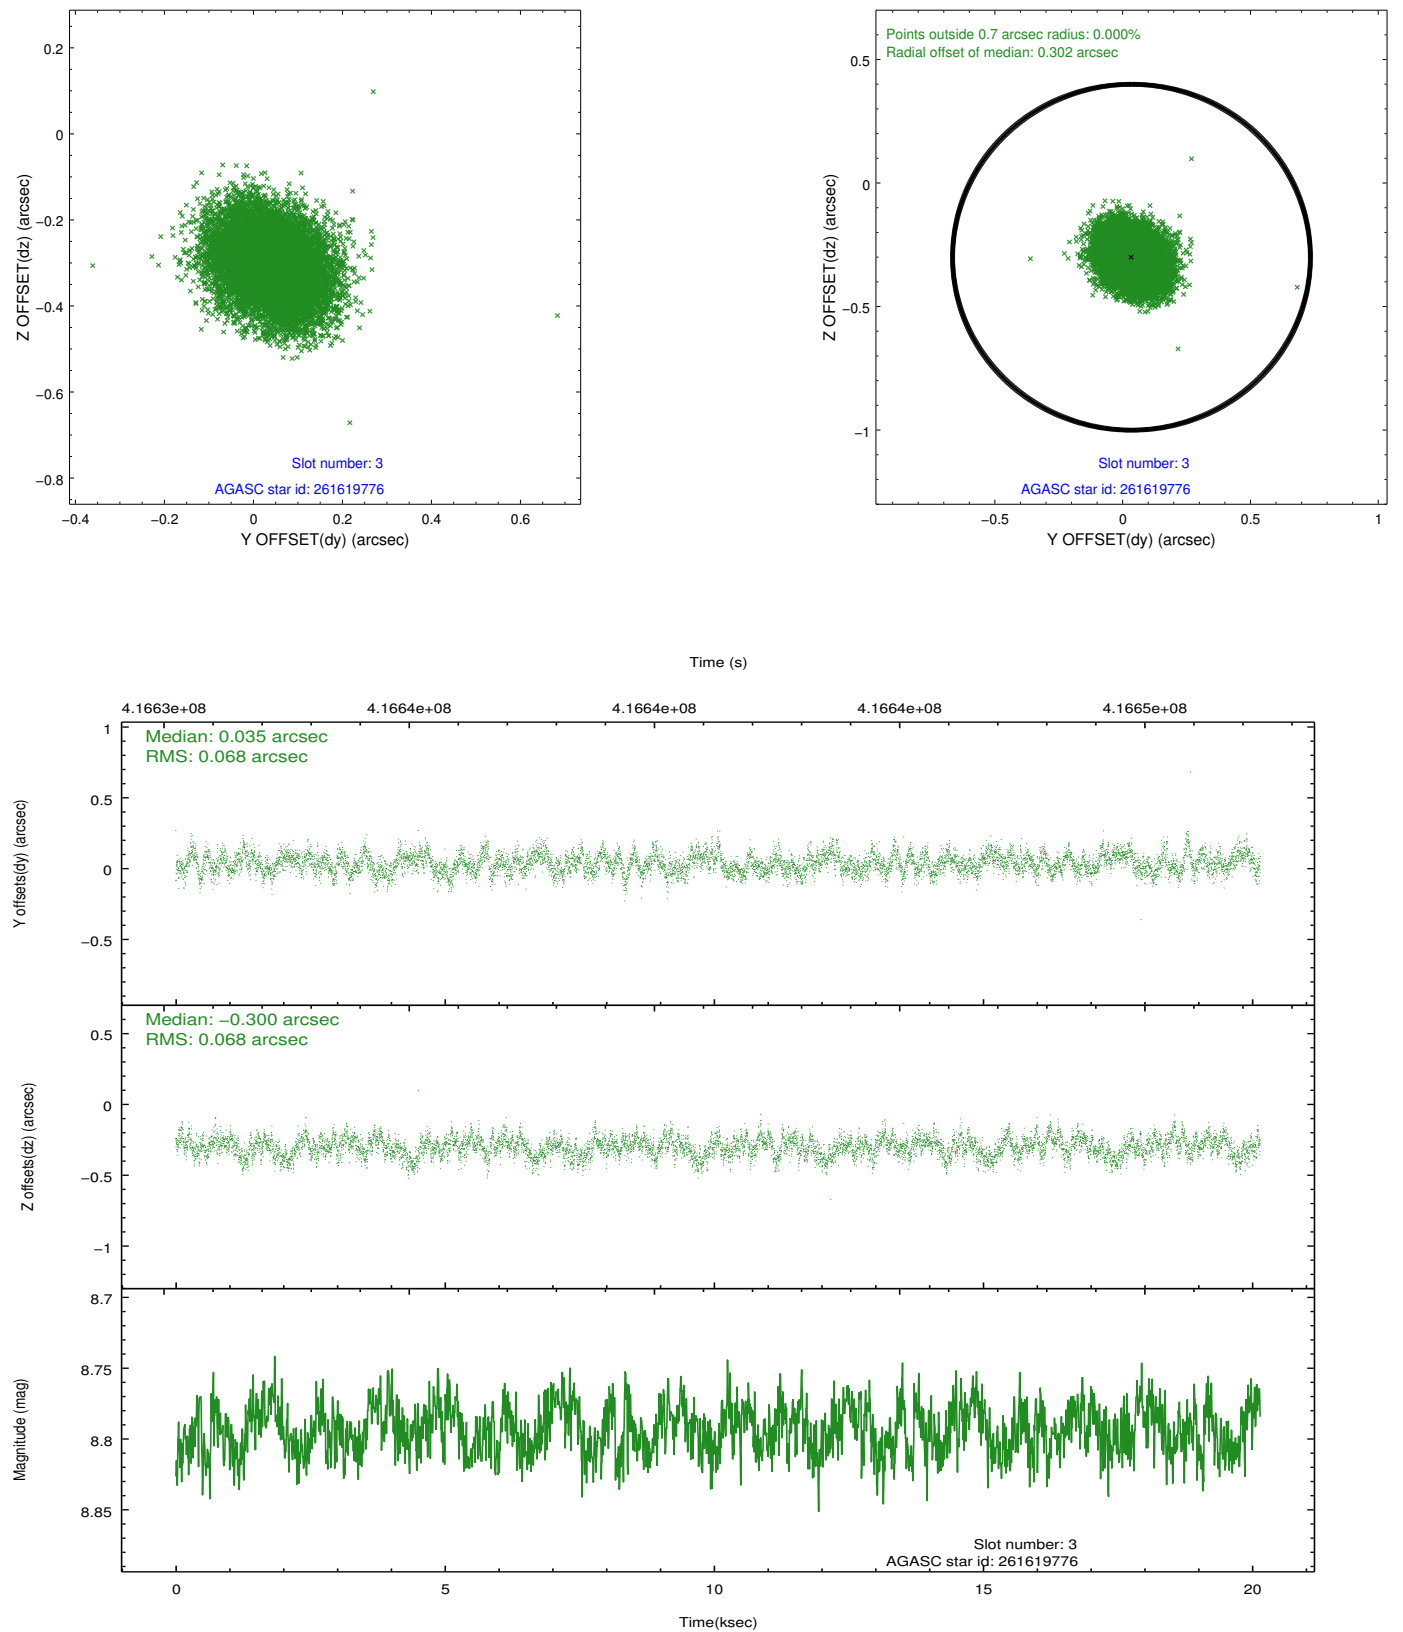 0.2
0
−0.2
−0.4
−0.6
−0.8
Z OFFSET(dz) (arcsec)
Slot number: 3
AGASC star id: 261619776
−0.4
−0.2
0
0.2
0.4
0.6
Y OFFSET(dy) (arcsec)
Points outside 0.7 arcsec radius: 0.000%
Radial offset of median: 0.302 arcsec
0.5
0
−0.5
−1
Z OFFSET(dz) (arcsec)
Slot number: 3
AGASC star id: 261619776
−0.5
0
0.5
1
Y OFFSET(dy) (arcsec)
Time (s)
4.1663e+08
4.1664e+08
4.1664e+08
4.1664e+08
4.1665e+08
1
0.5
0
−0.5
Y offsets(dy) (arcsec)
Median: 0.035 arcsec
RMS: 0.068 arcsec
0.5
0
−0.5
−1
Z offsets(dz) (arcsec)
Median: −0.300 arcsec
RMS: 0.068 arcsec
8.7
8.75
8.8
8.85
Magnitude (mag)
Slot number: 3
AGASC star id: 261619776
0
5
10
15
20
Time(ksec)